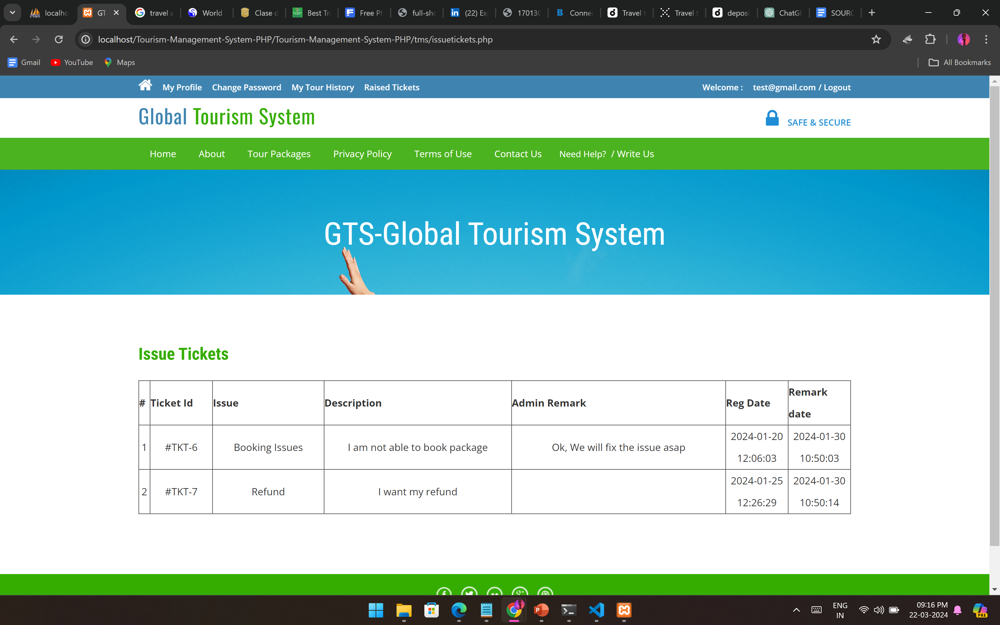 localho
GT
travel a
World
Clase d
Best Tra
Free Ph
full-sho
(22) Ex
170130
Connec
Travel t
Travel t
deposi
ChatGP
SOURC
localhost/Tourism-Management-System-PHP/Tourism-Management-System-PHP/tms/issuetickets.php
Gmail YouTube Maps All Bookmarks
My Profile Change Password My Tour History Raised Tickets Welcome : test@gmail.com / Logout
Global Tourism System
SAFE & SECURE
Home About Tour Packages Privacy Policy Terms of Use Contact Us Need Help? / Write Us
GTS-Global Tourism System
Issue Tickets
# Ticket Id Issue Description Admin Remark Reg Date Remark date
1 #TKT-6 Booking Issues I am not able to book package Ok, We will fix the issue asap 2024-01-20 12:06:03 2024-01-30 10:50:03
2 #TKT-7 Refund I want my refund 2024-01-25 12:26:29 2024-01-30 10:50:14
ENG
IN
09:16 PM
22-03-2024
PRE